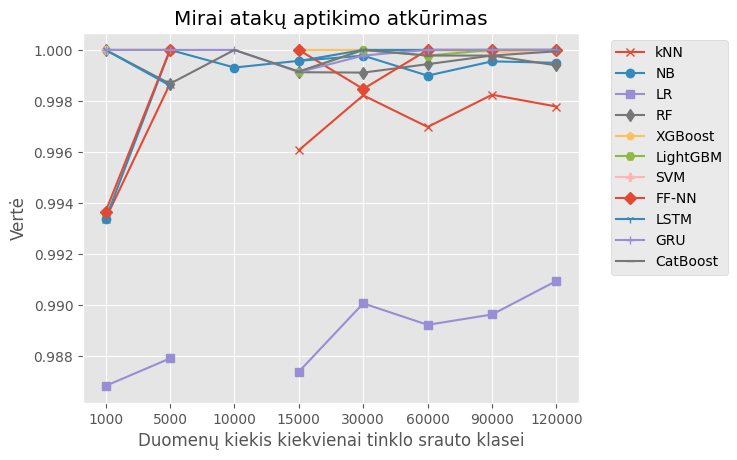 Mirai atakų aptikimo atkūrimas
Vertė
1.000
0.998
0.996
0.994
0.992
0.990
0.988
1000 5000 10000 15000 30000 60000 90000 120000
Duomenų kiekis kiekvienai tinklo srauto klasei
kNN
NB
LR
RF
XGBoost
LightGBM
SVM
FF-NN
LSTM
GRU
CatBoost